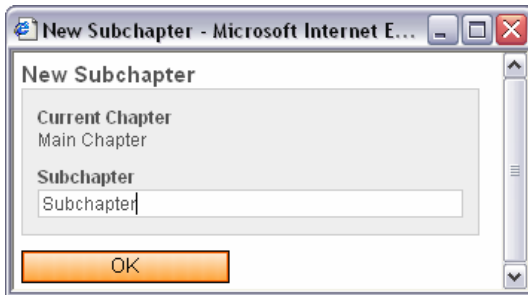 New Subchapter - Microsoft Internet E...
New Subchapter
Current Chapter
Main Chapter
Subchapter
Subchapter
OK